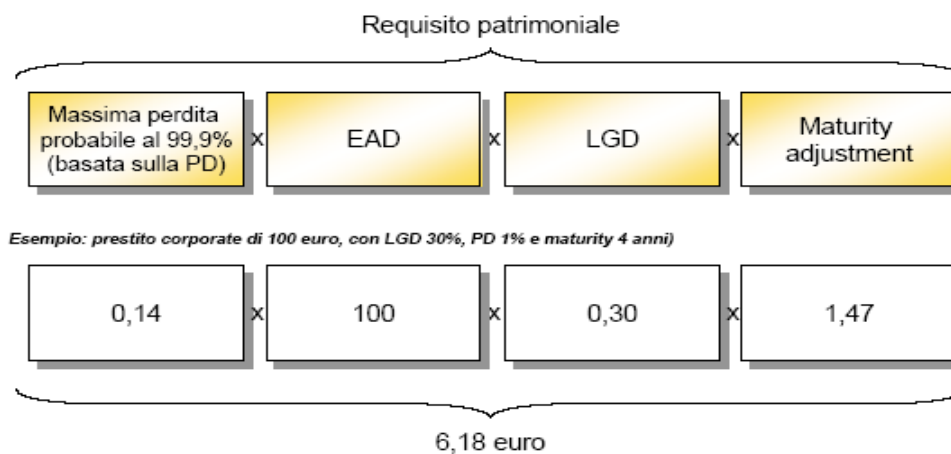 Requisito patrimoniale
Massima perdita
probabile al 99,9%
(basata sulla PD)
x
EAD
x
LGD
x
Maturity
adjustment
Esempio: prestito corporate di 100 euro, con LGD 30%, PD 1% e maturity 4 anni)
0,14
x
100
x
0,30
x
1,47
6,18 euro